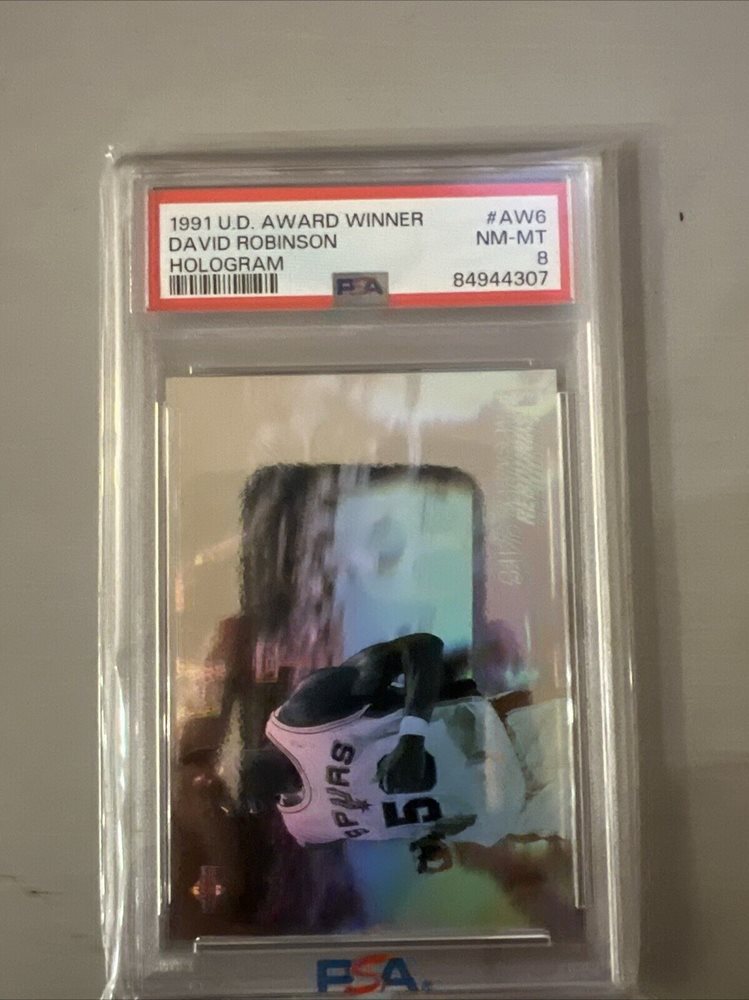 1991 U.D. AWARD WINNER #AW6
DAVID ROBINSON NM-MT
HOLOGRAM 8
84944307
PSA
SPURS
50
PSA